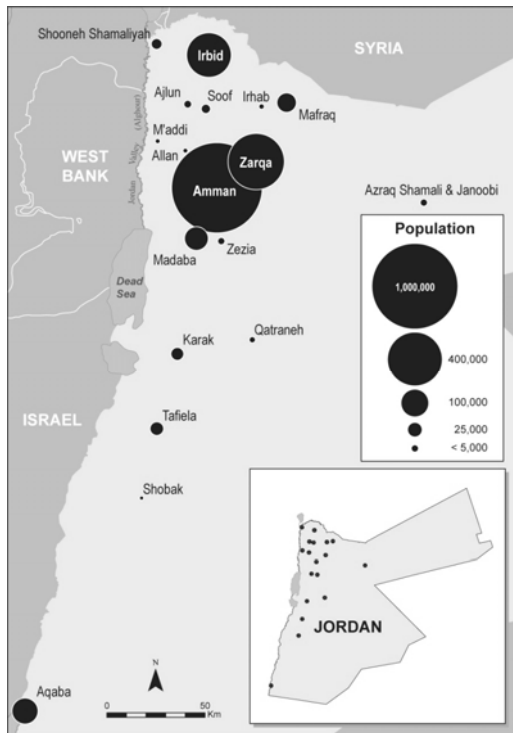 Shooneh Shamaliyah
SYRIA
Irbid
Ajlun
Soof
Irhab
Mafraq
M'addi
Allan
Jordan Valley (Alghour)
WEST
BANK
Zarqa
Amman
Azraq Shamali & Janoobi
Madaba
Zezia
Dead
Sea
Population
1,000,000
400,000
100,000
25,000
< 5,000
Karak
Qatraneh
ISRAEL
Tafiela
Shobak
JORDAN
Aqaba
N
0 50
Km